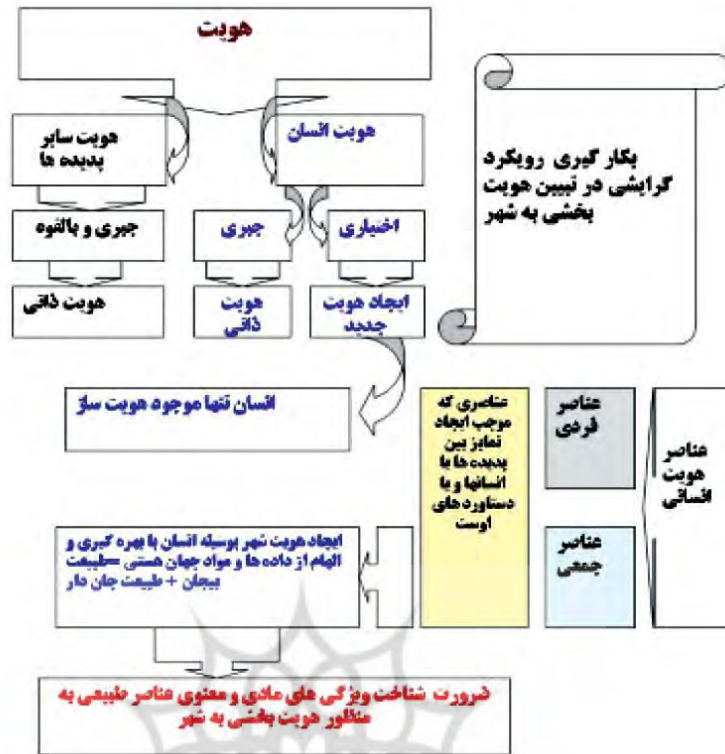 هویت
بکار گیری رویکرد
گرایشی در تبیین هویت
بخشی به شهر
هویت انسان
هویت سایر
پدیده ها
اختیاری
جبری
جبری و بالقوه
ایجاد هویت
جدید
هویت
ذاتی
هویت ذاتی
انسان تنها موجود هویت ساز
عناصر
هویت
انسانی
عناصر
فردی
عناصر
جمعی
عناصری که
موجب ایجاد
تمایز بین
پدیده ها یا
انسانها و یا
دستاوردهای
اوست
ایجاد هویت شهر بوسیله انسان با بهره گیری و
الهام از داده ها و مواد جهان هستی =طبیعت
بیجان + طبیعت جان دار
ضرورت شناخت ویژگی های مادی و معنوی عناصر طبیعی به
منظور هویت بخشی به شهر